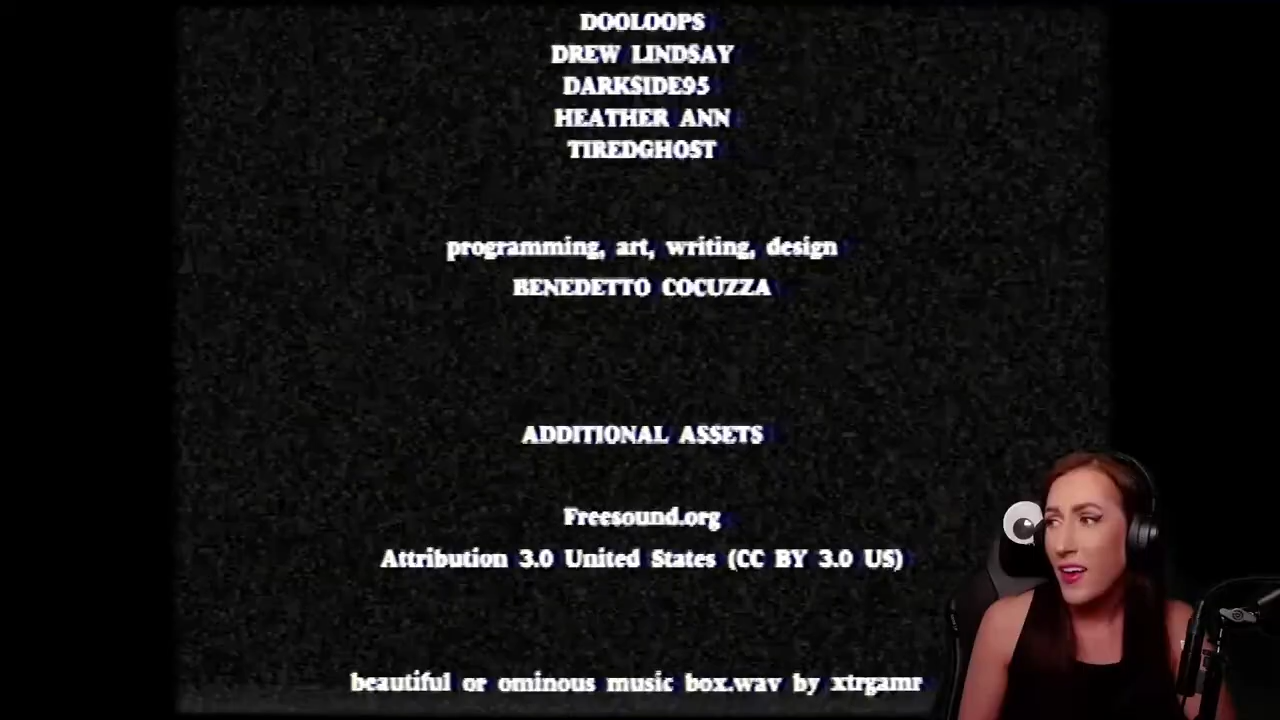 DOOLOOPS
DREW LINDSAY
DARKSIDE95
HEATHER ANN
TIREDGHOST
programming, art, writing, design
BENEDETTO COCUZZA
ADDITIONAL ASSETS
Freesound.org
Attribution 3.0 United States (CC BY 3.0 US)
beautiful or ominous music box.wav by xtrgamr